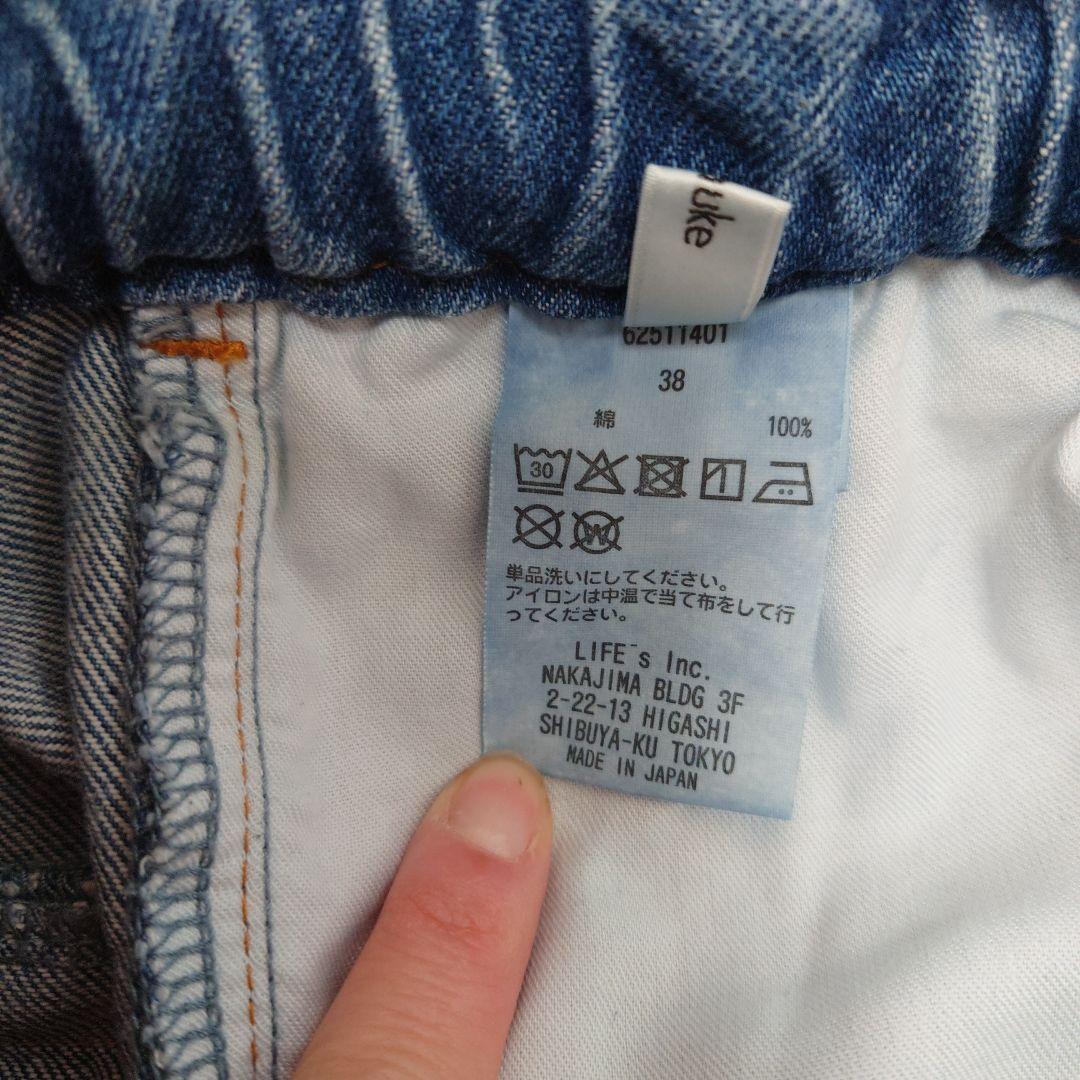 uke
62511401
38
綿 100%
30
W
単品洗いにしてください。
アイロンは中温で当て布をして行
ってください。
LIFE's Inc.
NAKAJIMA BLDG 3F
2-22-13 HIGASHI
SHIBUYA-KU TOKYO
MADE IN JAPAN